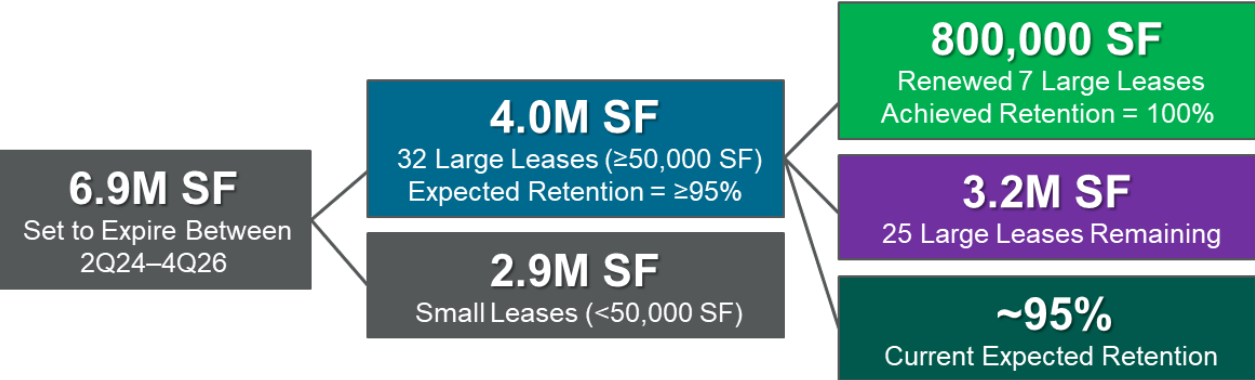 6.9M SF
Set to Expire Between
2Q24–4Q26
4.0M SF
32 Large Leases (≥50,000 SF)
Expected Retention = ≥95%
2.9M SF
Small Leases (<50,000 SF)
800,000 SF
Renewed 7 Large Leases
Achieved Retention = 100%
3.2M SF
25 Large Leases Remaining
~95%
Current Expected Retention